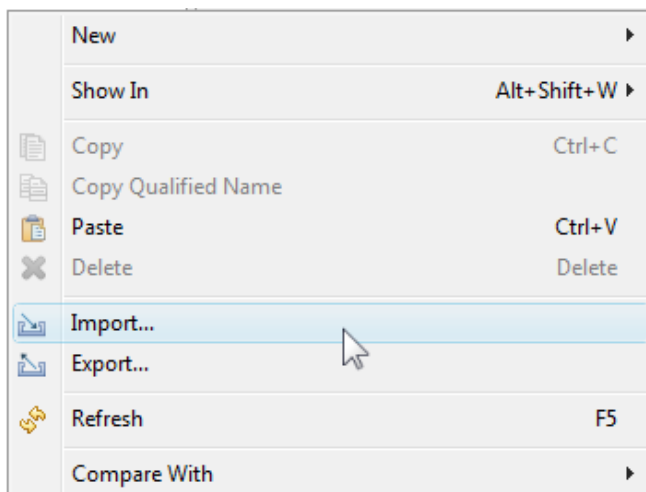 New
Show In Alt+Shift+W
Copy Ctrl+C
Copy Qualified Name
Paste Ctrl+V
Delete Delete
Import...
Export...
Refresh F5
Compare With